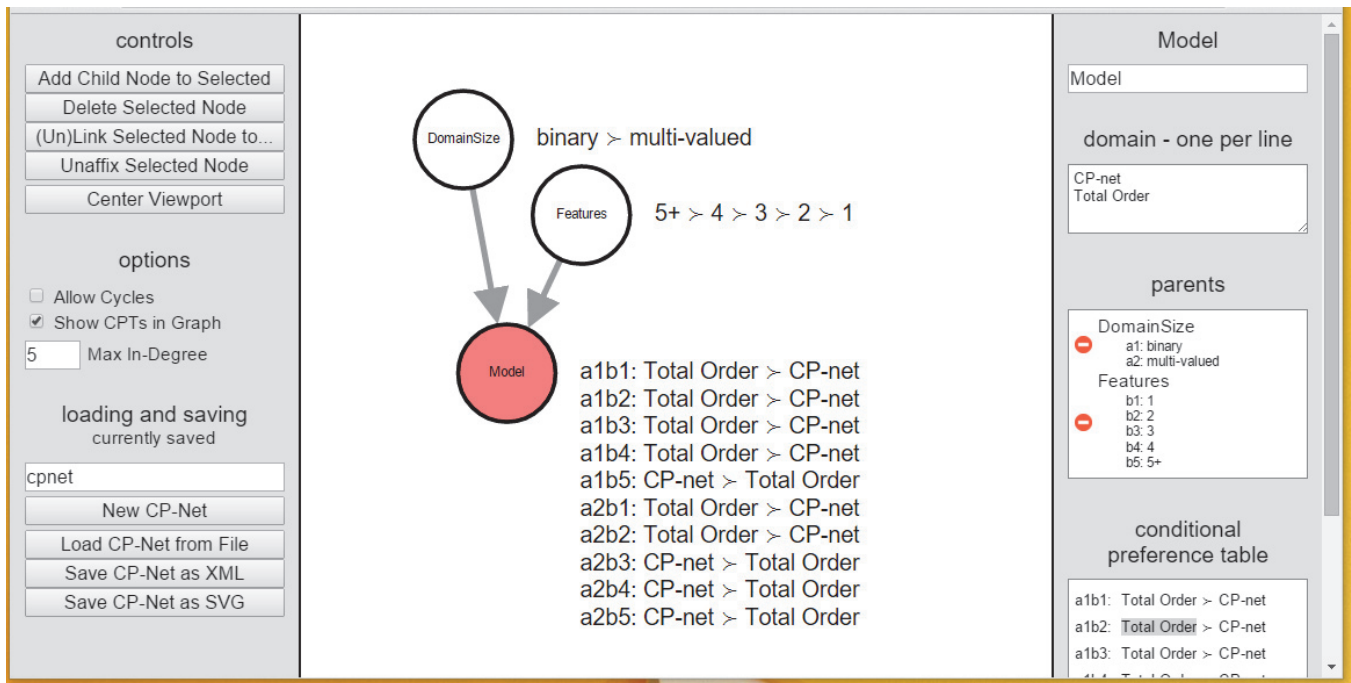 controls
Add Child Node to Selected
Delete Selected Node
(Un)Link Selected Node to...
Unaffix Selected Node
Center Viewport
options
Allow Cycles
Show CPTs in Graph
5 Max In-Degree
loading and saving
currently saved
cpnet
New CP-Net
Load CP-Net from File
Save CP-Net as XML
Save CP-Net as SVG
DomainSize
binary ≻ multi-valued
Features
5+ ≻ 4 ≻ 3 ≻ 2 ≻ 1
Model
a1b1: Total Order ≻ CP-net
a1b2: Total Order ≻ CP-net
a1b3: Total Order ≻ CP-net
a1b4: Total Order ≻ CP-net
a1b5: CP-net ≻ Total Order
a2b1: Total Order ≻ CP-net
a2b2: Total Order ≻ CP-net
a2b3: CP-net ≻ Total Order
a2b4: CP-net ≻ Total Order
a2b5: CP-net ≻ Total Order
Model
Model
domain - one per line
CP-net
Total Order
parents
DomainSize
a1: binary
a2: multi-valued
Features
b1: 1
b2: 2
b3: 3
b4: 4
b5: 5+
conditional
preference table
a1b1: Total Order ≻ CP-net
a1b2: Total Order ≻ CP-net
a1b3: Total Order ≻ CP-net